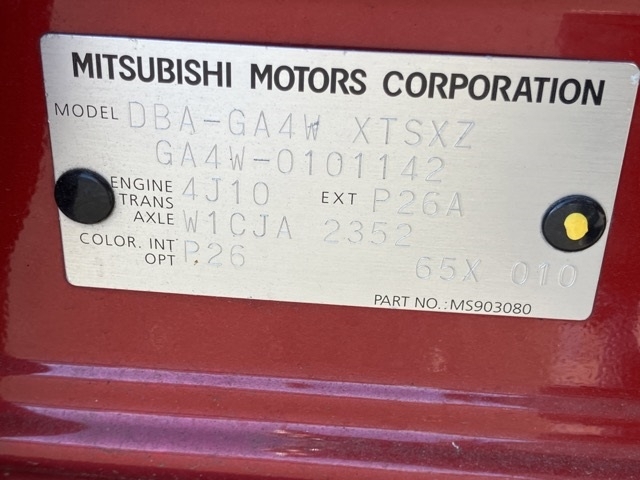 MITSUBISHI MOTORS CORPORATION
MODEL DBA-GA4W XTSXZ
GA4W-0101142
ENGINE 4J10 EXT P26A
TRANS
AXLE W1CJA 2352
COLOR. INT P.26
OPT 65X 010
PART NO.: MS903080